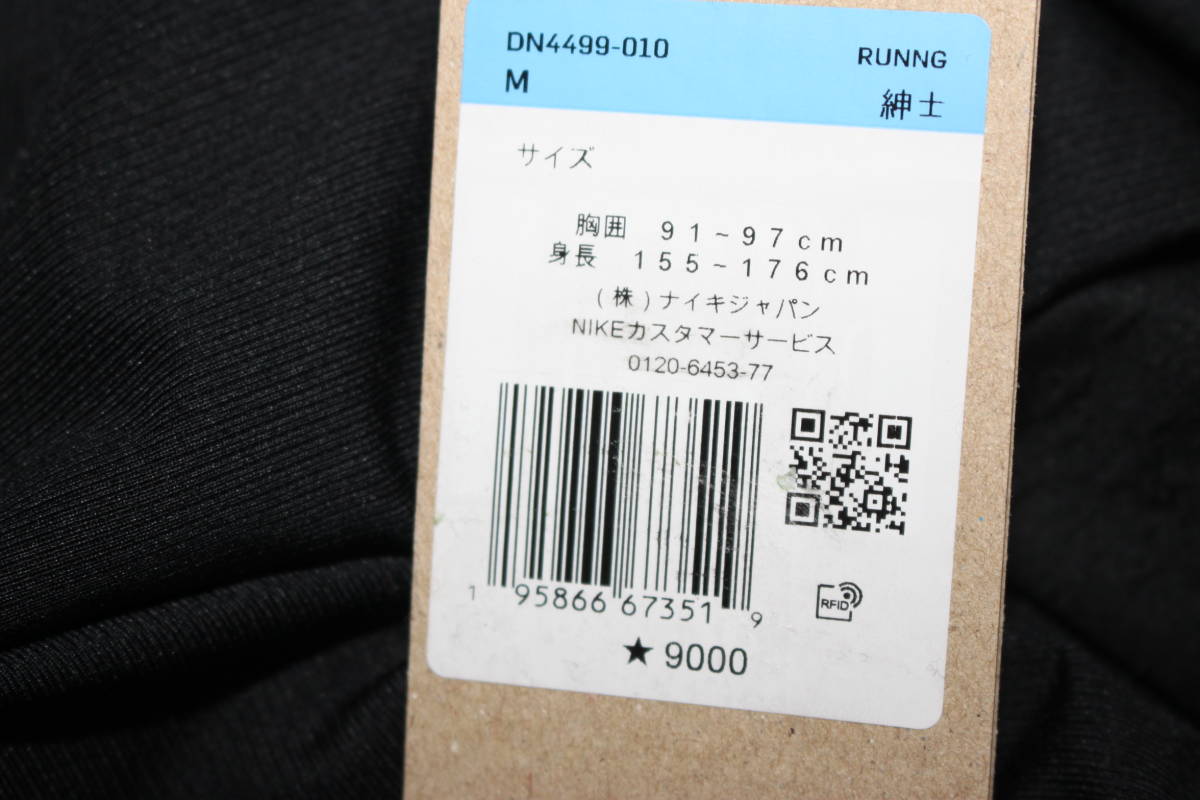 DN4499-010 RUNNG
M 紳士
サイズ
胸囲 91~97cm
身長 155~176cm
(株)ナイキジャパン
NIKEカスタマーサービス
0120-6453-77
1 95866 67351 9
RFID
★9000